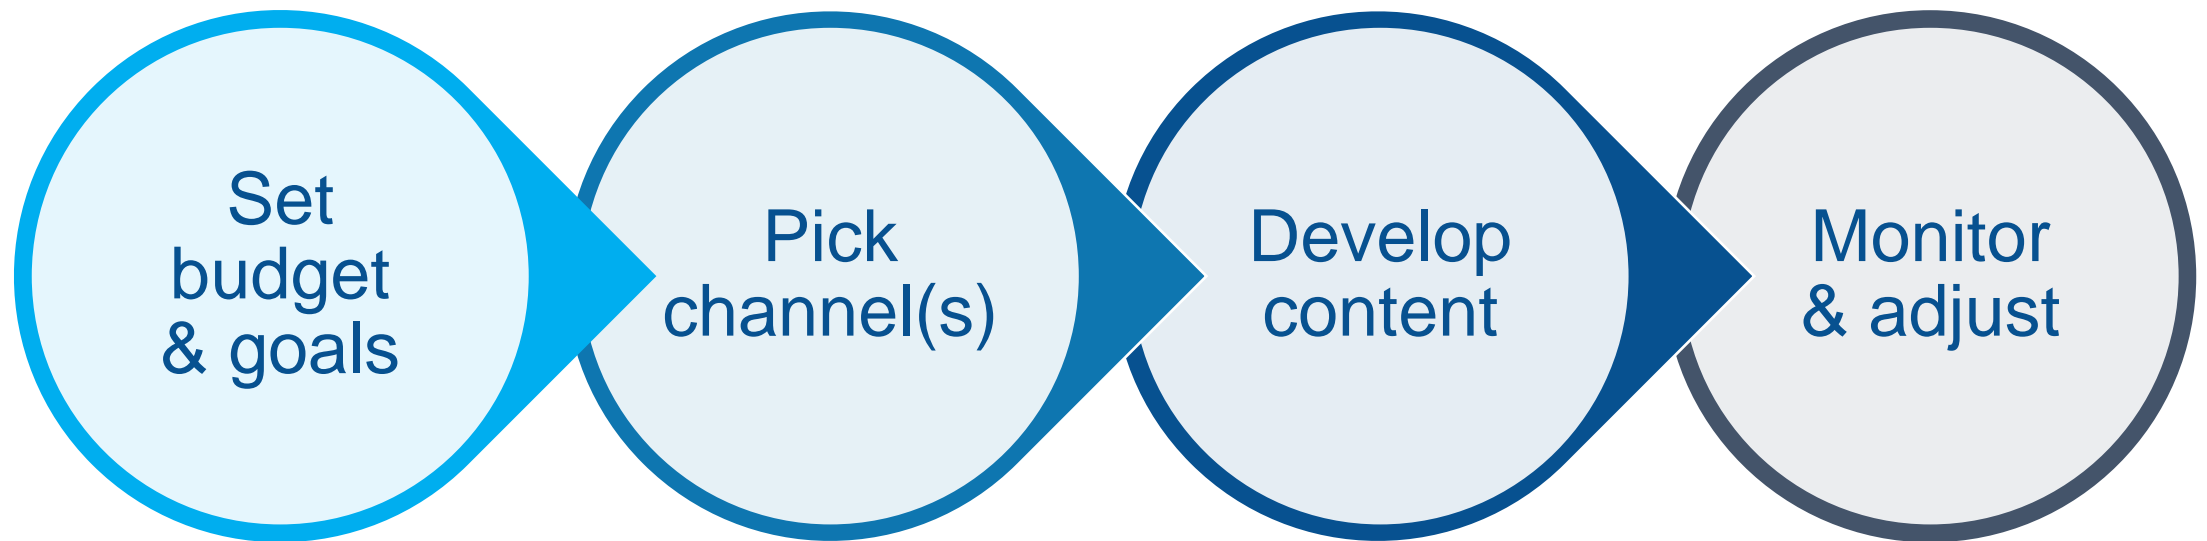 Set
budget
& goals
Pick
channel(s)
Develop
content
Monitor
& adjust